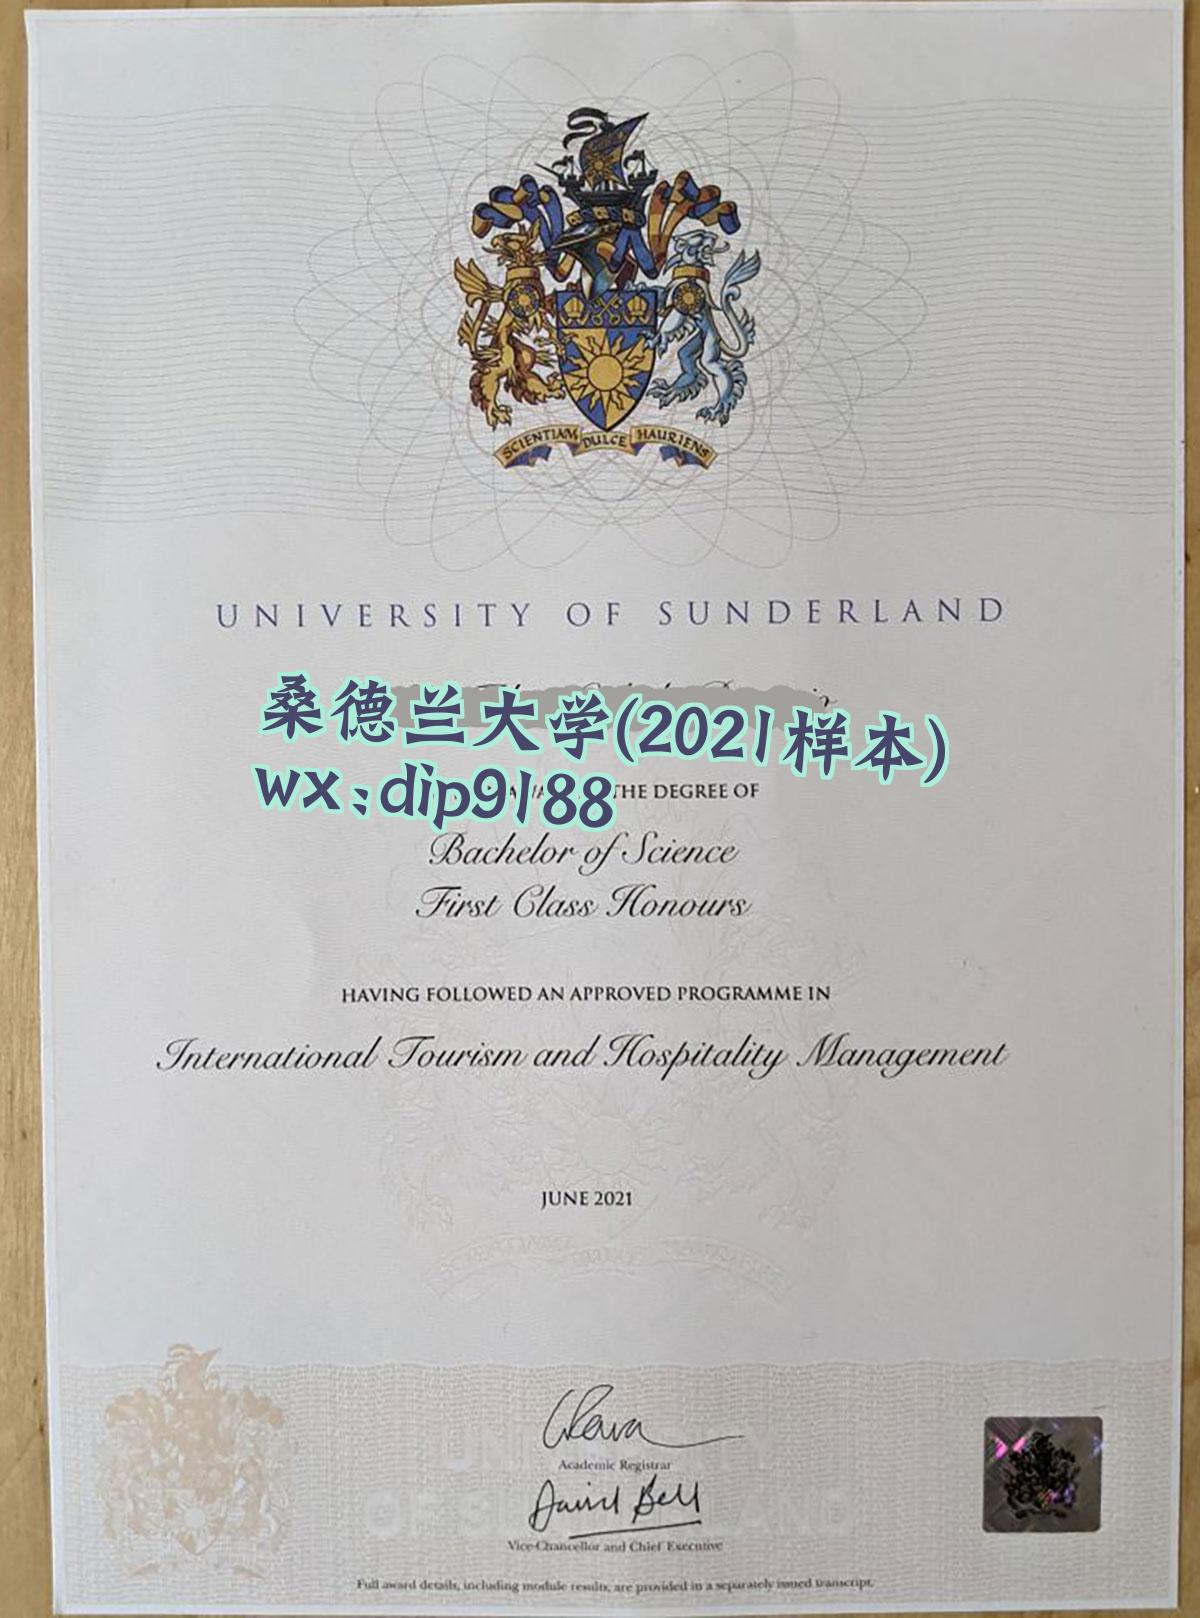 SCIENTIAM DULCE HAURIENS
UNIVERSITY OF SUNDERLAND
桑德兰大学(2021样本)
wx:dip9188
THE DEGREE OF
Bachelor of Science
First Class Honours
HAVING FOLLOWED AN APPROVED PROGRAMME IN
International Tourism and Hospitality Management
JUNE 2021
Academic Registrar
David Bell
Vice-Chancellor and Chief Executive
Full award details, including module results, are provided in a separately issued transcript.